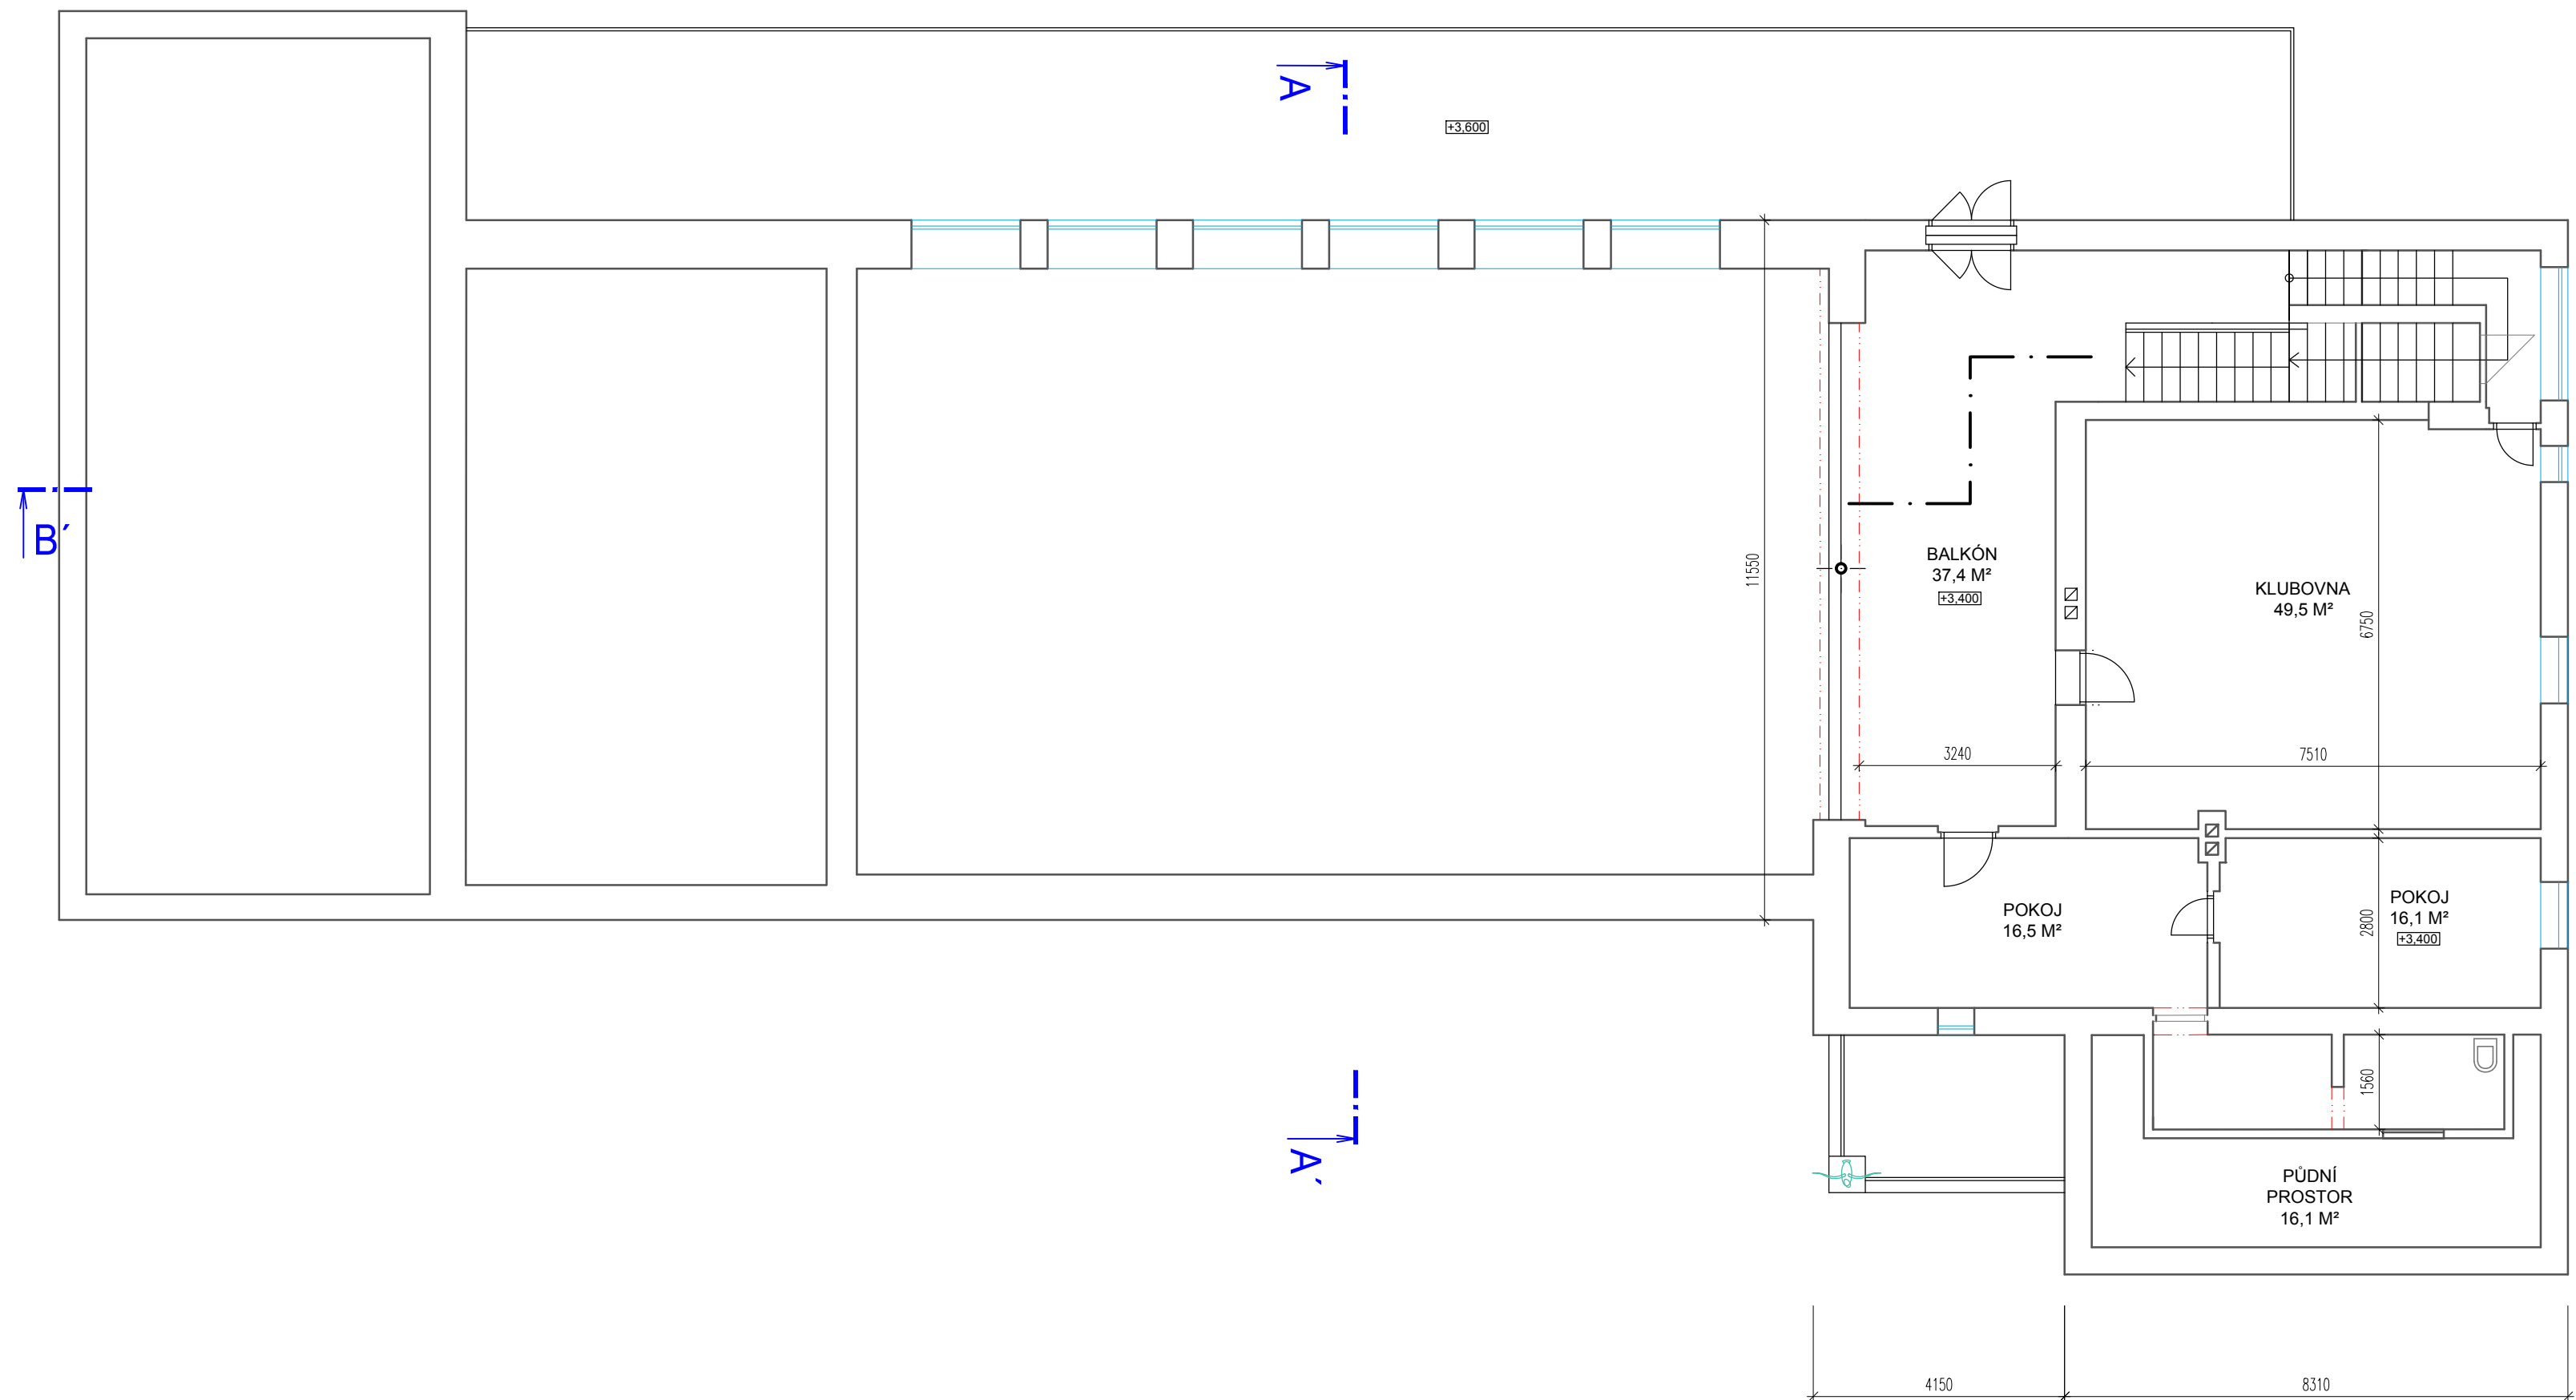 A
+3,600
B´
11550
BALKÓN
37,4 M²
+3,400
KLUBOVNA
49,5 M²
6750
3240
7510
POKOJ
16,5 M²
POKOJ
16,1 M²
+3,400
2800
1560
A´
PŮDNÍ
PROSTOR
16,1 M²
4150
8310